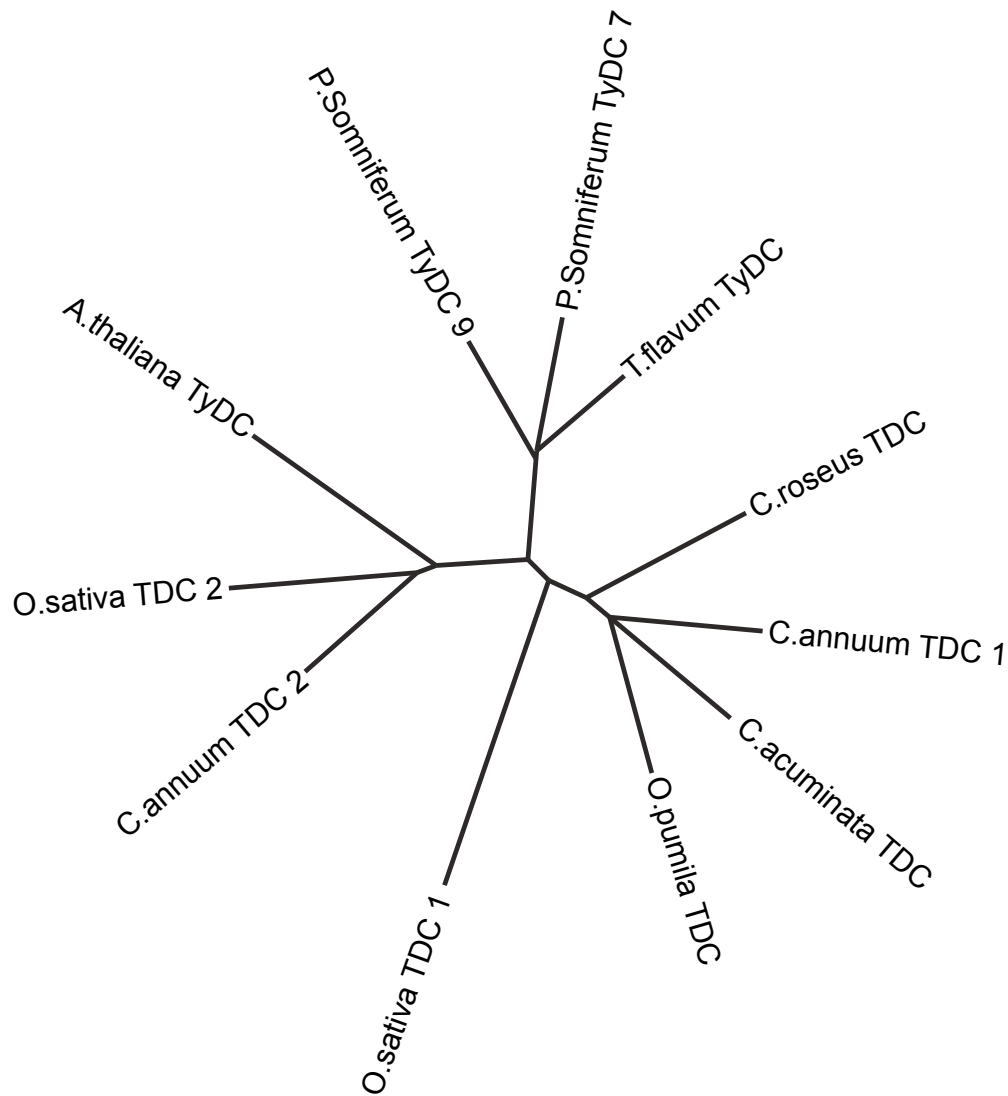 P.Somniferum TyDC 7
P.Somniferum TyDC 9
T.flavum TyDC
A.thaliana TyDC
C.roseus TDC
O.sativa TDC 2
C.annuum TDC 1
C.annuum TDC 2
C.acuminata TDC
O.pumila TDC
O.sativa TDC 1